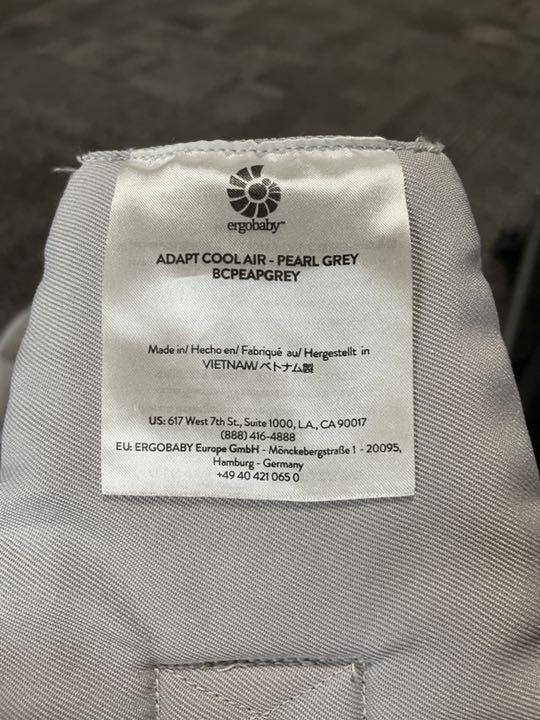 ergobaby™
ADAPT COOL AIR - PEARL GREY
BCPEAPGREY
Made in/ Hecho en/ Fabriqué au/ Hergestellt in
VIETNAM/ベトナム製
US: 617 West 7th St., Suite 1000, L.A., CA 90017
(888) 416-4888
EU: ERGOBABY Europe GmbH - Mönckebergstraße 1 - 20095,
Hamburg - Germany
+49 40 421 065 0